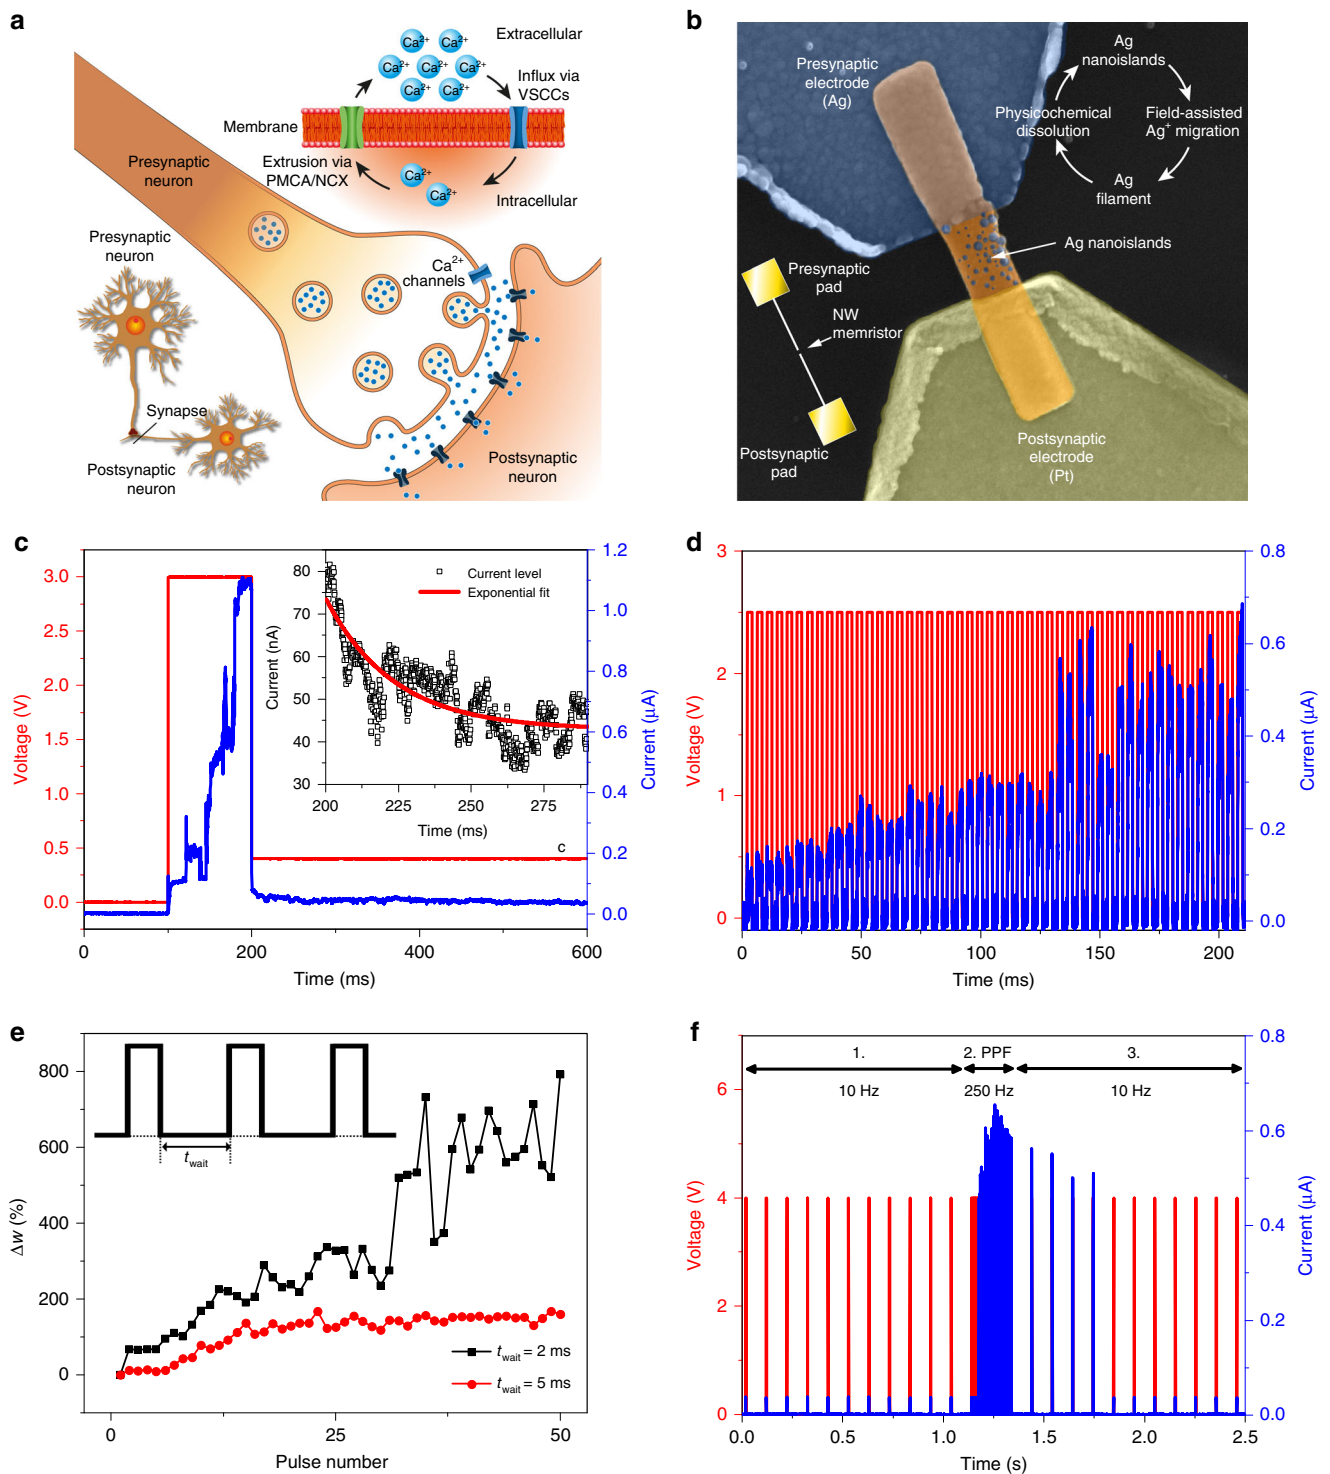 a
Ca2+
Ca2+
Ca2+
Ca2+
Ca2+
Ca2+
Ca2+
Extracellular
Influx via
VSCCs
Membrane
Extrusion via
PMCA/NCX
Ca2+
Ca2+
Intracellular
Presynaptic
neuron
Presynaptic
neuron
Ca2+
channels
Synapse
Postsynaptic
neuron
Postsynaptic
neuron
b
Presynaptic
electrode
(Ag)
Ag
nanoislands
Physicochemical
dissolution
Field-assisted
Ag+ migration
Ag
filament
Ag nanoislands
Presynaptic
pad
NW
memristor
Postsynaptic
pad
Postsynaptic
electrode
(Pt)
c
Voltage (V)
3.0
2.5
2.0
1.5
1.0
0.5
0.0
Current (nA)
80
70
60
50
40
30
Current level
Exponential fit
200
225
250
275
Time (ms)
c
1.2
1.0
0.8
0.6
0.4
0.2
0.0
Current (μA)
0
200
400
600
Time (ms)
d
Voltage (V)
3
2
1
0
0.8
0.6
0.4
0.2
0.0
Current (μA)
0
50
100
150
200
Time (ms)
e
Δw (%)
800
600
400
200
0
twait
twait = 2 ms
twait = 5 ms
0
25
50
Pulse number
f
Voltage (V)
6
4
2
0
1.
2. PPF
3.
10 Hz
250 Hz
10 Hz
0.8
0.6
0.4
0.2
0.0
Current (μA)
0.0
0.5
1.0
1.5
2.0
2.5
Time (s)